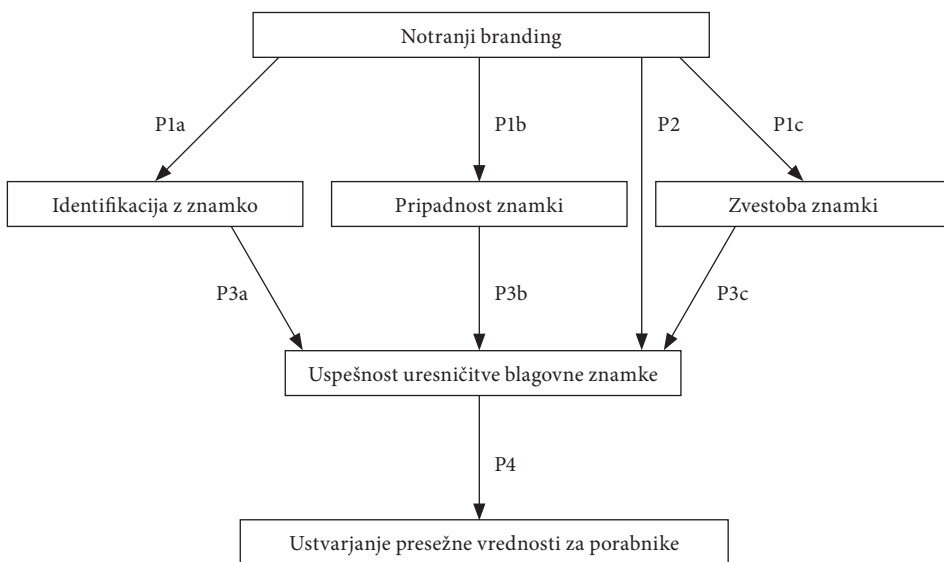 Notranji branding
P1a
P1b
P2
P1c
Identifikacija z znamko
Pripadnost znamki
Zvestoba znamki
P3a
P3b
P3c
Uspešnost uresničitve blagovne znamke
P4
Ustvarjanje presežne vrednosti za porabnike